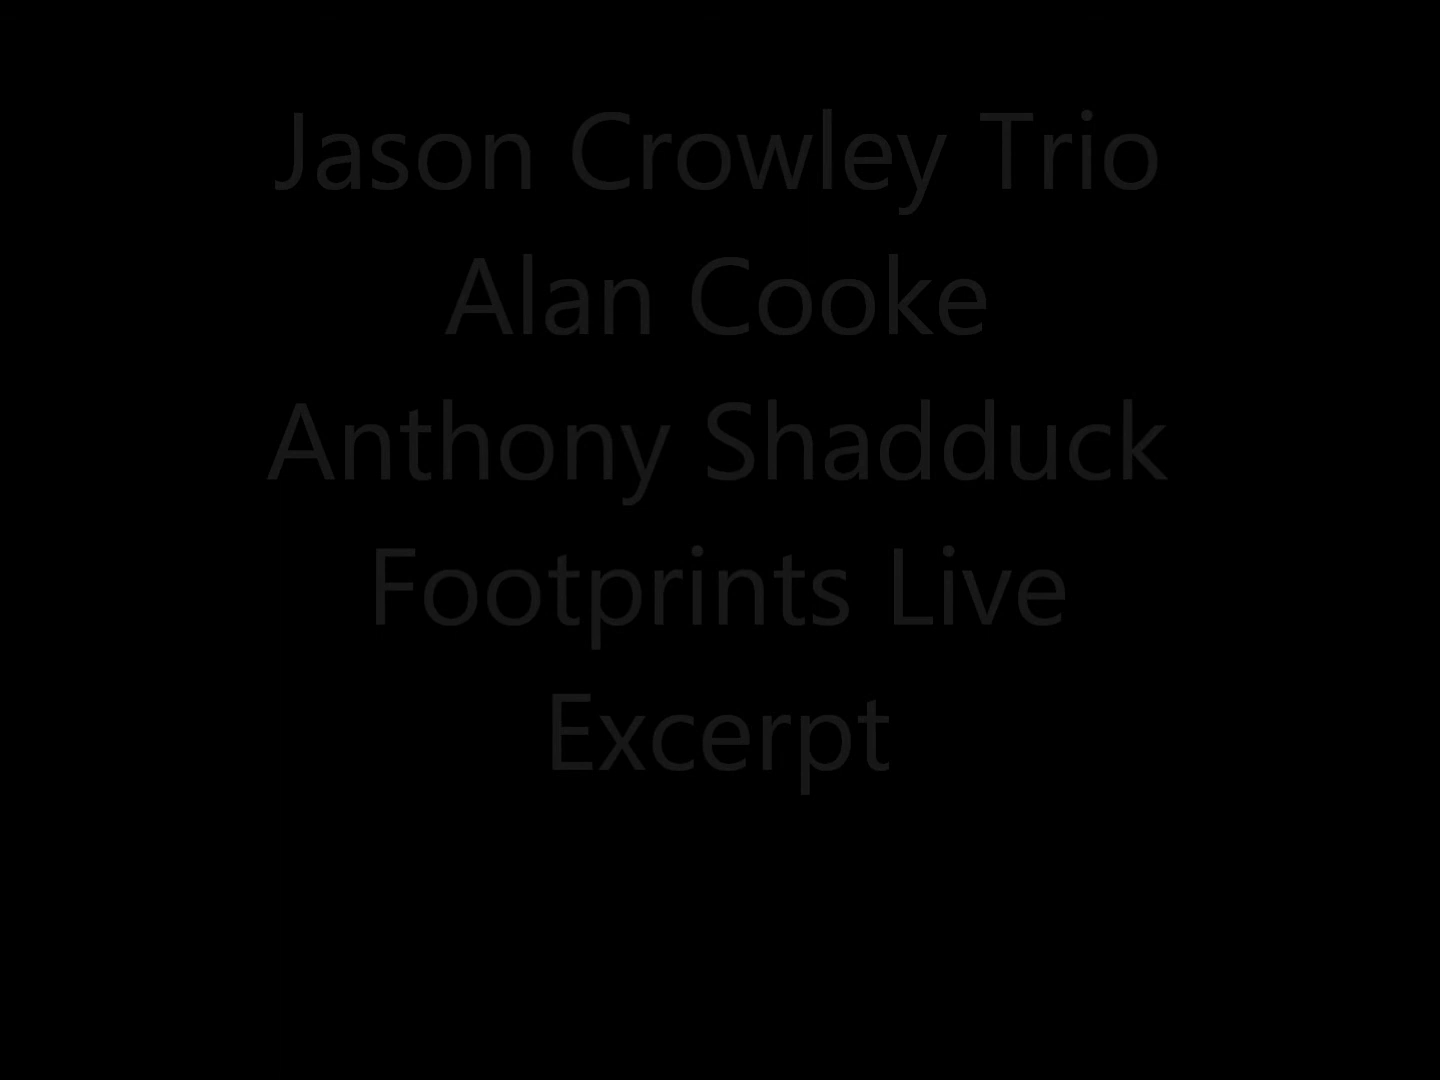 Jason Crowley Trio
Alan Cooke
Anthony Shadduck
Footprints Live
Excerpt